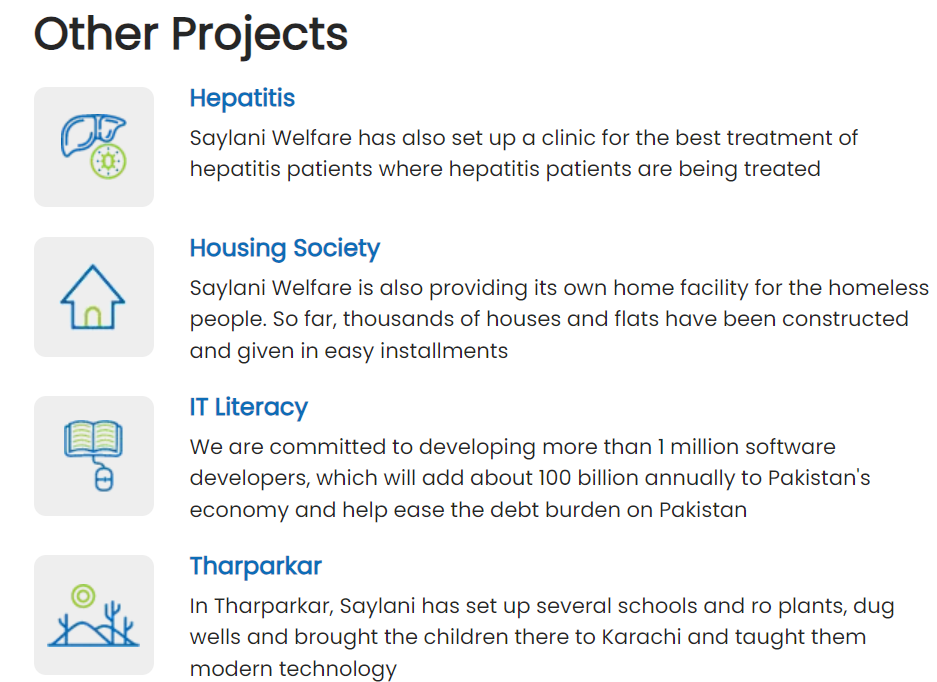 Other Projects
Hepatitis
Saylani Welfare has also set up a clinic for the best treatment of
hepatitis patients where hepatitis patients are being treated
Housing Society
Saylani Welfare is also providing its own home facility for the homeless
people. So far, thousands of houses and flats have been constructed
and given in easy installments
IT Literacy
We are committed to developing more than 1 million software
developers, which will add about 100 billion annually to Pakistan's
economy and help ease the debt burden on Pakistan
Tharparkar
In Tharparkar, Saylani has set up several schools and ro plants, dug
wells and brought the children there to Karachi and taught them
modern technology